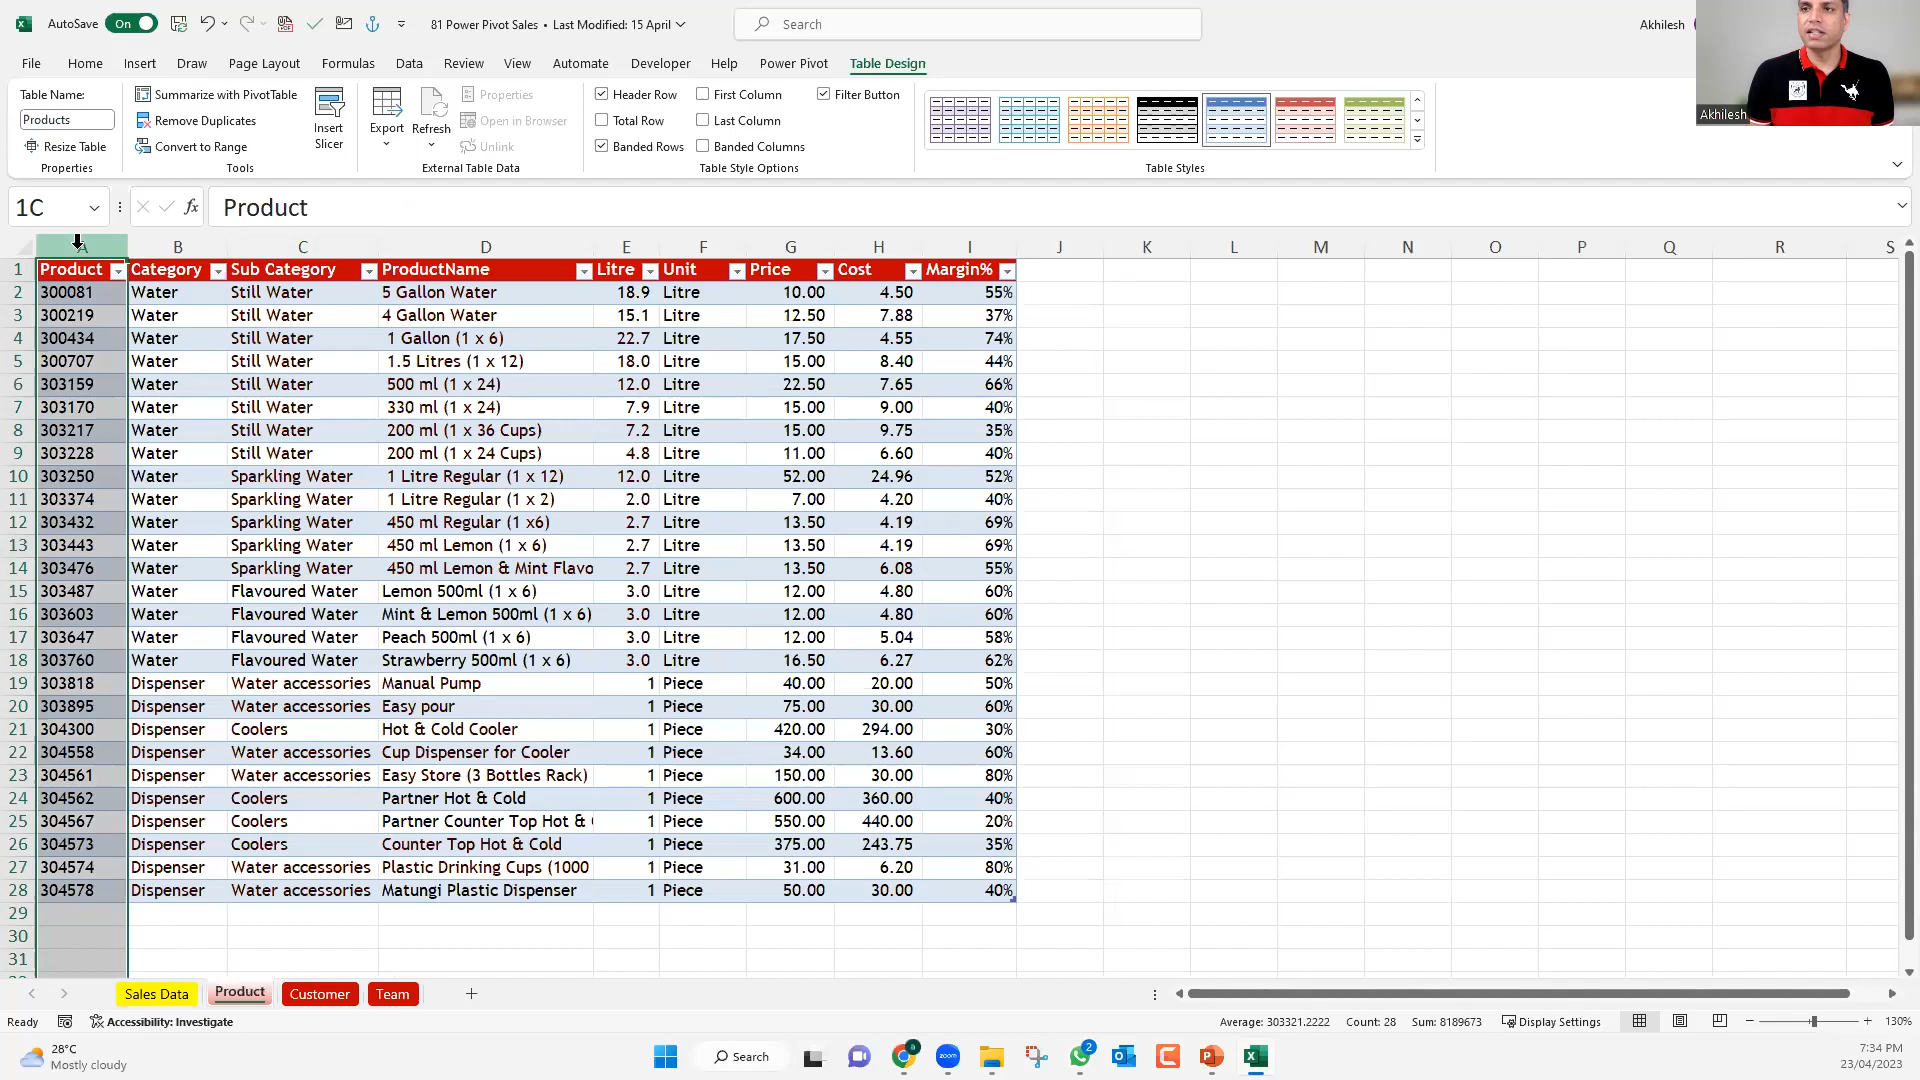 AutoSave On 81 Power Pivot Sales • Last Modified: 15 April Search Akhilesh
File Home Insert Draw Page Layout Formulas Data Review View Automate Developer Help Power Pivot Table Design
Table Name: Summarize with PivotTable Properties Header Row First Column Filter Button
Products Remove Duplicates Insert Slicer Export Refresh Open in Browser Total Row Last Column
Resize Table Convert to Range Unlink Banded Rows Banded Columns
Properties Tools External Table Data Table Style Options Table Styles
Akhilesh
1C fx Product
A B C D E F G H I J K L M N O P Q R S
1 Product Category Sub Category ProductName Litre Unit Price Cost Margin%
2 300081 Water Still Water 5 Gallon Water 18.9 Litre 10.00 4.50 55%
3 300219 Water Still Water 4 Gallon Water 15.1 Litre 12.50 7.88 37%
4 300434 Water Still Water 1 Gallon (1 x 6) 22.7 Litre 17.50 4.55 74%
5 300707 Water Still Water 1.5 Litres (1 x 12) 18.0 Litre 15.00 8.40 44%
6 303159 Water Still Water 500 ml (1 x 24) 12.0 Litre 22.50 7.65 66%
7 303170 Water Still Water 330 ml (1 x 24) 7.9 Litre 15.00 9.00 40%
8 303217 Water Still Water 200 ml (1 x 36 Cups) 7.2 Litre 15.00 9.75 35%
9 303228 Water Still Water 200 ml (1 x 24 Cups) 4.8 Litre 11.00 6.60 40%
10 303250 Water Sparkling Water 1 Litre Regular (1 x 12) 12.0 Litre 52.00 24.96 52%
11 303374 Water Sparkling Water 1 Litre Regular (1 x 2) 2.0 Litre 7.00 4.20 40%
12 303432 Water Sparkling Water 450 ml Regular (1 x6) 2.7 Litre 13.50 4.19 69%
13 303443 Water Sparkling Water 450 ml Lemon (1 x 6) 2.7 Litre 13.50 4.19 69%
14 303476 Water Sparkling Water 450 ml Lemon & Mint Flavo 2.7 Litre 13.50 6.08 55%
15 303487 Water Flavoured Water Lemon 500ml (1 x 6) 3.0 Litre 12.00 4.80 60%
16 303603 Water Flavoured Water Mint & Lemon 500ml (1 x 6) 3.0 Litre 12.00 4.80 60%
17 303647 Water Flavoured Water Peach 500ml (1 x 6) 3.0 Litre 12.00 5.04 58%
18 303760 Water Flavoured Water Strawberry 500ml (1 x 6) 3.0 Litre 16.50 6.27 62%
19 303818 Dispenser Water accessories Manual Pump 1 Piece 40.00 20.00 50%
20 303895 Dispenser Water accessories Easy pour 1 Piece 75.00 30.00 60%
21 304300 Dispenser Coolers Hot & Cold Cooler 1 Piece 420.00 294.00 30%
22 304558 Dispenser Water accessories Cup Dispenser for Cooler 1 Piece 34.00 13.60 60%
23 304561 Dispenser Water accessories Easy Store (3 Bottles Rack) 1 Piece 150.00 30.00 80%
24 304562 Dispenser Coolers Partner Hot & Cold 1 Piece 600.00 360.00 40%
25 304567 Dispenser Coolers Partner Counter Top Hot & 1 Piece 550.00 440.00 20%
26 304573 Dispenser Coolers Counter Top Hot & Cold 1 Piece 375.00 243.75 35%
27 304574 Dispenser Water accessories Plastic Drinking Cups (1000 1 Piece 31.00 6.20 80%
28 304578 Dispenser Water accessories Matungi Plastic Dispenser 1 Piece 50.00 30.00 40%
29
30
31
Sales Data Product Customer Team
Ready Accessibility: Investigate Average: 303321.2222 Count: 28 Sum: 8189673 Display Settings 130%
28°C
Mostly cloudy
Search
zoom
2
7:34 PM
23/04/2023